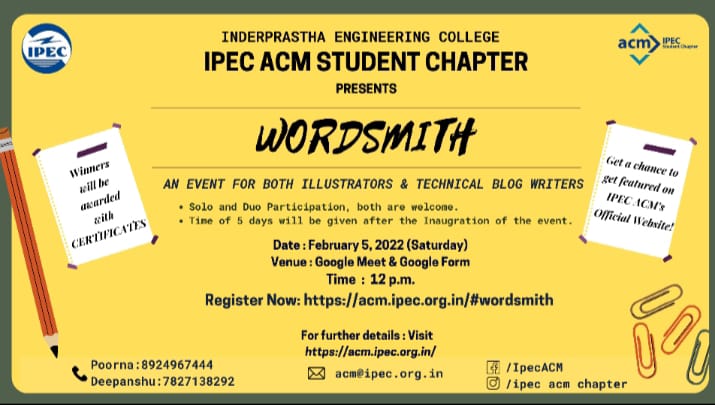 IPEC
INDERPRASTHA ENGINEERING COLLEGE
IPEC ACM STUDENT CHAPTER
PRESENTS
acm IPEC
Student Chapter
WORDSMITH
Winners
will be
awarded
with
CERTIFICATES
Get a chance to
get featured on
IPEC ACM's
Official Website!
AN EVENT FOR BOTH ILLUSTRATORS & TECHNICAL BLOG WRITERS
• Solo and Duo Participation, both are welcome.
• Time of 5 days will be given after the Inaugration of the event.
Date : February 5, 2022 (Saturday)
Venue : Google Meet & Google Form
Time : 12 p.m.
Register Now: https://acm.ipec.org.in/#wordsmith
For further details : Visit
https://acm.ipec.org.in/
Poorna:8924967444
Deepanshu:7827138292
acm@ipec.org.in
/IpecACM
/ipec acm chapter